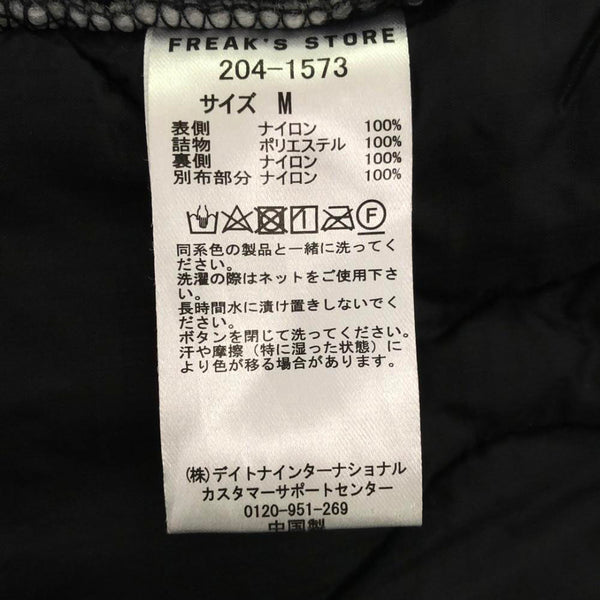 FREAK'S STORE
204-1573
サイズ M
表側 ナイロン 100%
詰物 ポリエステル 100%
裏側 ナイロン 100%
別布部分 ナイロン 100%
F
同系色の製品と一緒に洗ってく
ださい。
洗濯の際はネットをご使用下さ
い。
長時間水に漬け置きしないでく
ださい。
ボタンを閉じて洗ってください。
汗や摩擦(特に湿った状態)に
より色が移る場合があります。
(株)デイトナインターナショナル
カスタマーサポートセンター
0120-951-269
中国製